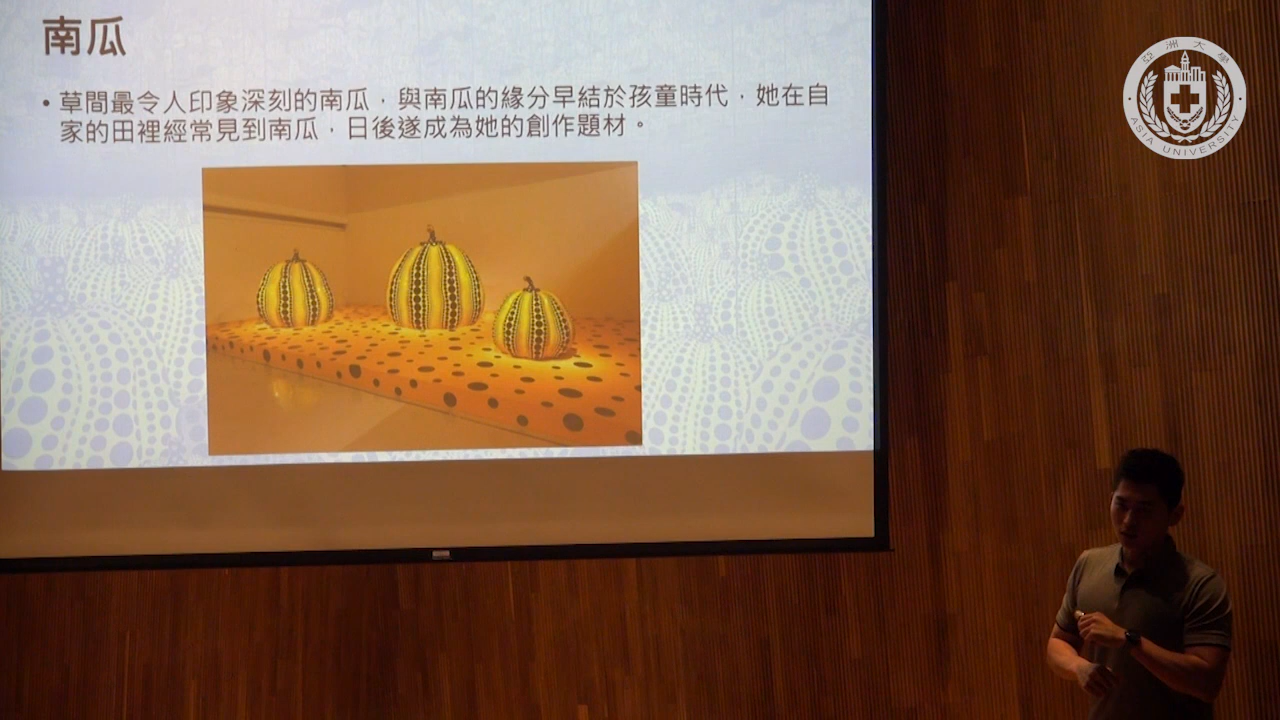 南瓜
•草間最令人印象深刻的南瓜，與南瓜的緣分早結於孩童時代，她在自
家的田裡經常見到南瓜，日後遂成為她的創作題材。
亞洲大學
ASIA UNIVERSITY